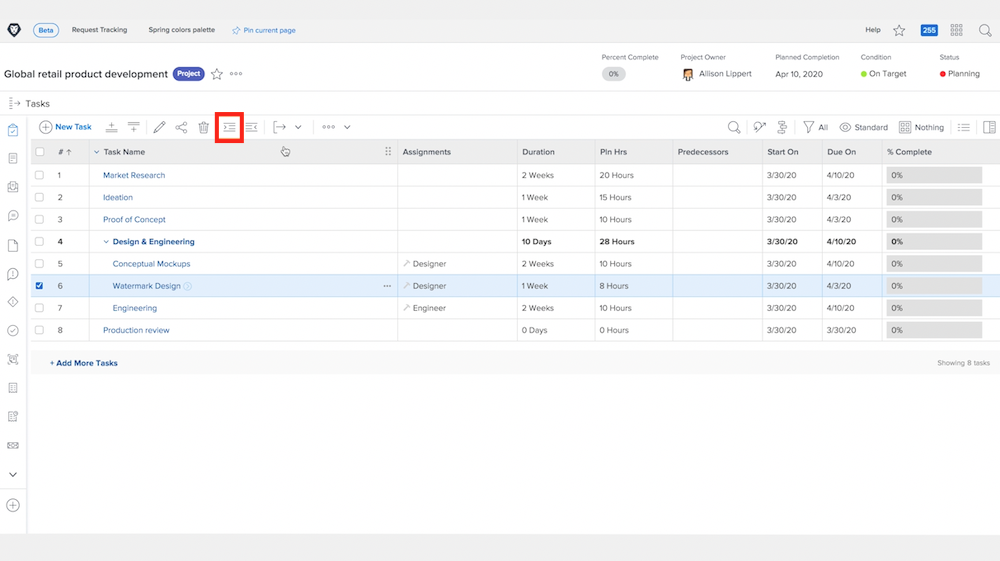 Beta Request Tracking Spring colors palette Pin current page Help 255
Percent Complete Project Owner Planned Completion Condition Status
Global retail product development Project 0% Allison Lippert Apr 10, 2020 On Target Planning
Tasks
New Task All Standard Nothing
# Task Name Assignments Duration Pln Hrs Predecessors Start On Due On % Complete
1 Market Research 2 Weeks 20 Hours 3/30/20 4/10/20 0%
2 Ideation 1 Week 15 Hours 3/30/20 4/3/20 0%
3 Proof of Concept 1 Week 10 Hours 3/30/20 4/3/20 0%
4 Design & Engineering 10 Days 28 Hours 3/30/20 4/10/20 0%
5 Conceptual Mockups Designer 2 Weeks 10 Hours 3/30/20 4/10/20 0%
6 Watermark Design Designer 1 Week 8 Hours 3/30/20 4/3/20 0%
7 Engineering Engineer 2 Weeks 10 Hours 3/30/20 4/10/20 0%
8 Production review 0 Days 0 Hours 3/30/20 3/30/20 0%
+ Add More Tasks Showing 8 tasks